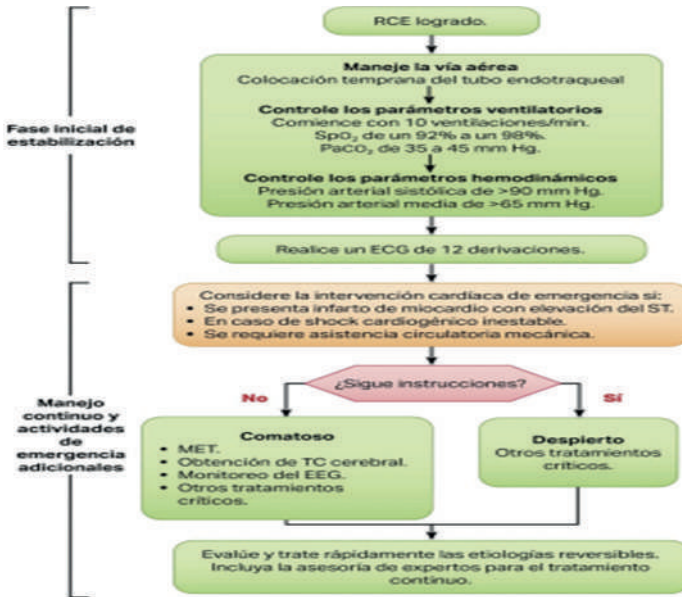 RCE logrado.
Fase inicial de
estabilización
Maneje la vía aérea
Colocación temprana del tubo endotraqueal
Controle los parámetros ventilatorios
Comience con 10 ventilaciones/min.
SpO₂ de un 92% a un 98%.
PaCO₂ de 35 a 45 mm Hg.
Controle los parámetros hemodinámicos
Presión arterial sistólica de >90 mm Hg.
Presión arterial media de >65 mm Hg.
Realice un ECG de 12 derivaciones.
Manejo
contínuo y
actividades
de
emergencia
adicionales
Considere la intervención cardíaca de emergencia si:
• Se presenta infarto de miocardio con elevación del ST.
• En caso de shock cardiogénico inestable.
• Se requiere asistencia circulatoria mecánica.
¿Sigue instrucciones?
No
Sí
Comatoso
• MET.
• Obtención de TC cerebral.
• Monitoreo del EEG.
• Otros tratamientos
críticos.
Despierto
Otros tratamientos
críticos.
Evalúe y trate rápidamente las etiologías reversibles.
Incluya la asesoría de expertos para el tratamiento
contínuo.